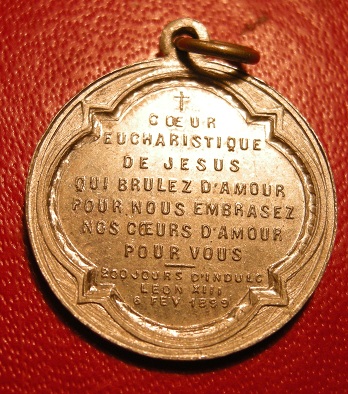 CŒUR
EUCHARISTIQUE
DE JESUS
QUI BRULEZ D'AMOUR
POUR NOUS EMBRASEZ
NOS CŒURS D'AMOUR
POUR VOUS
200 JOURS D'INDULG
LEON XIII
6 FEV 1899